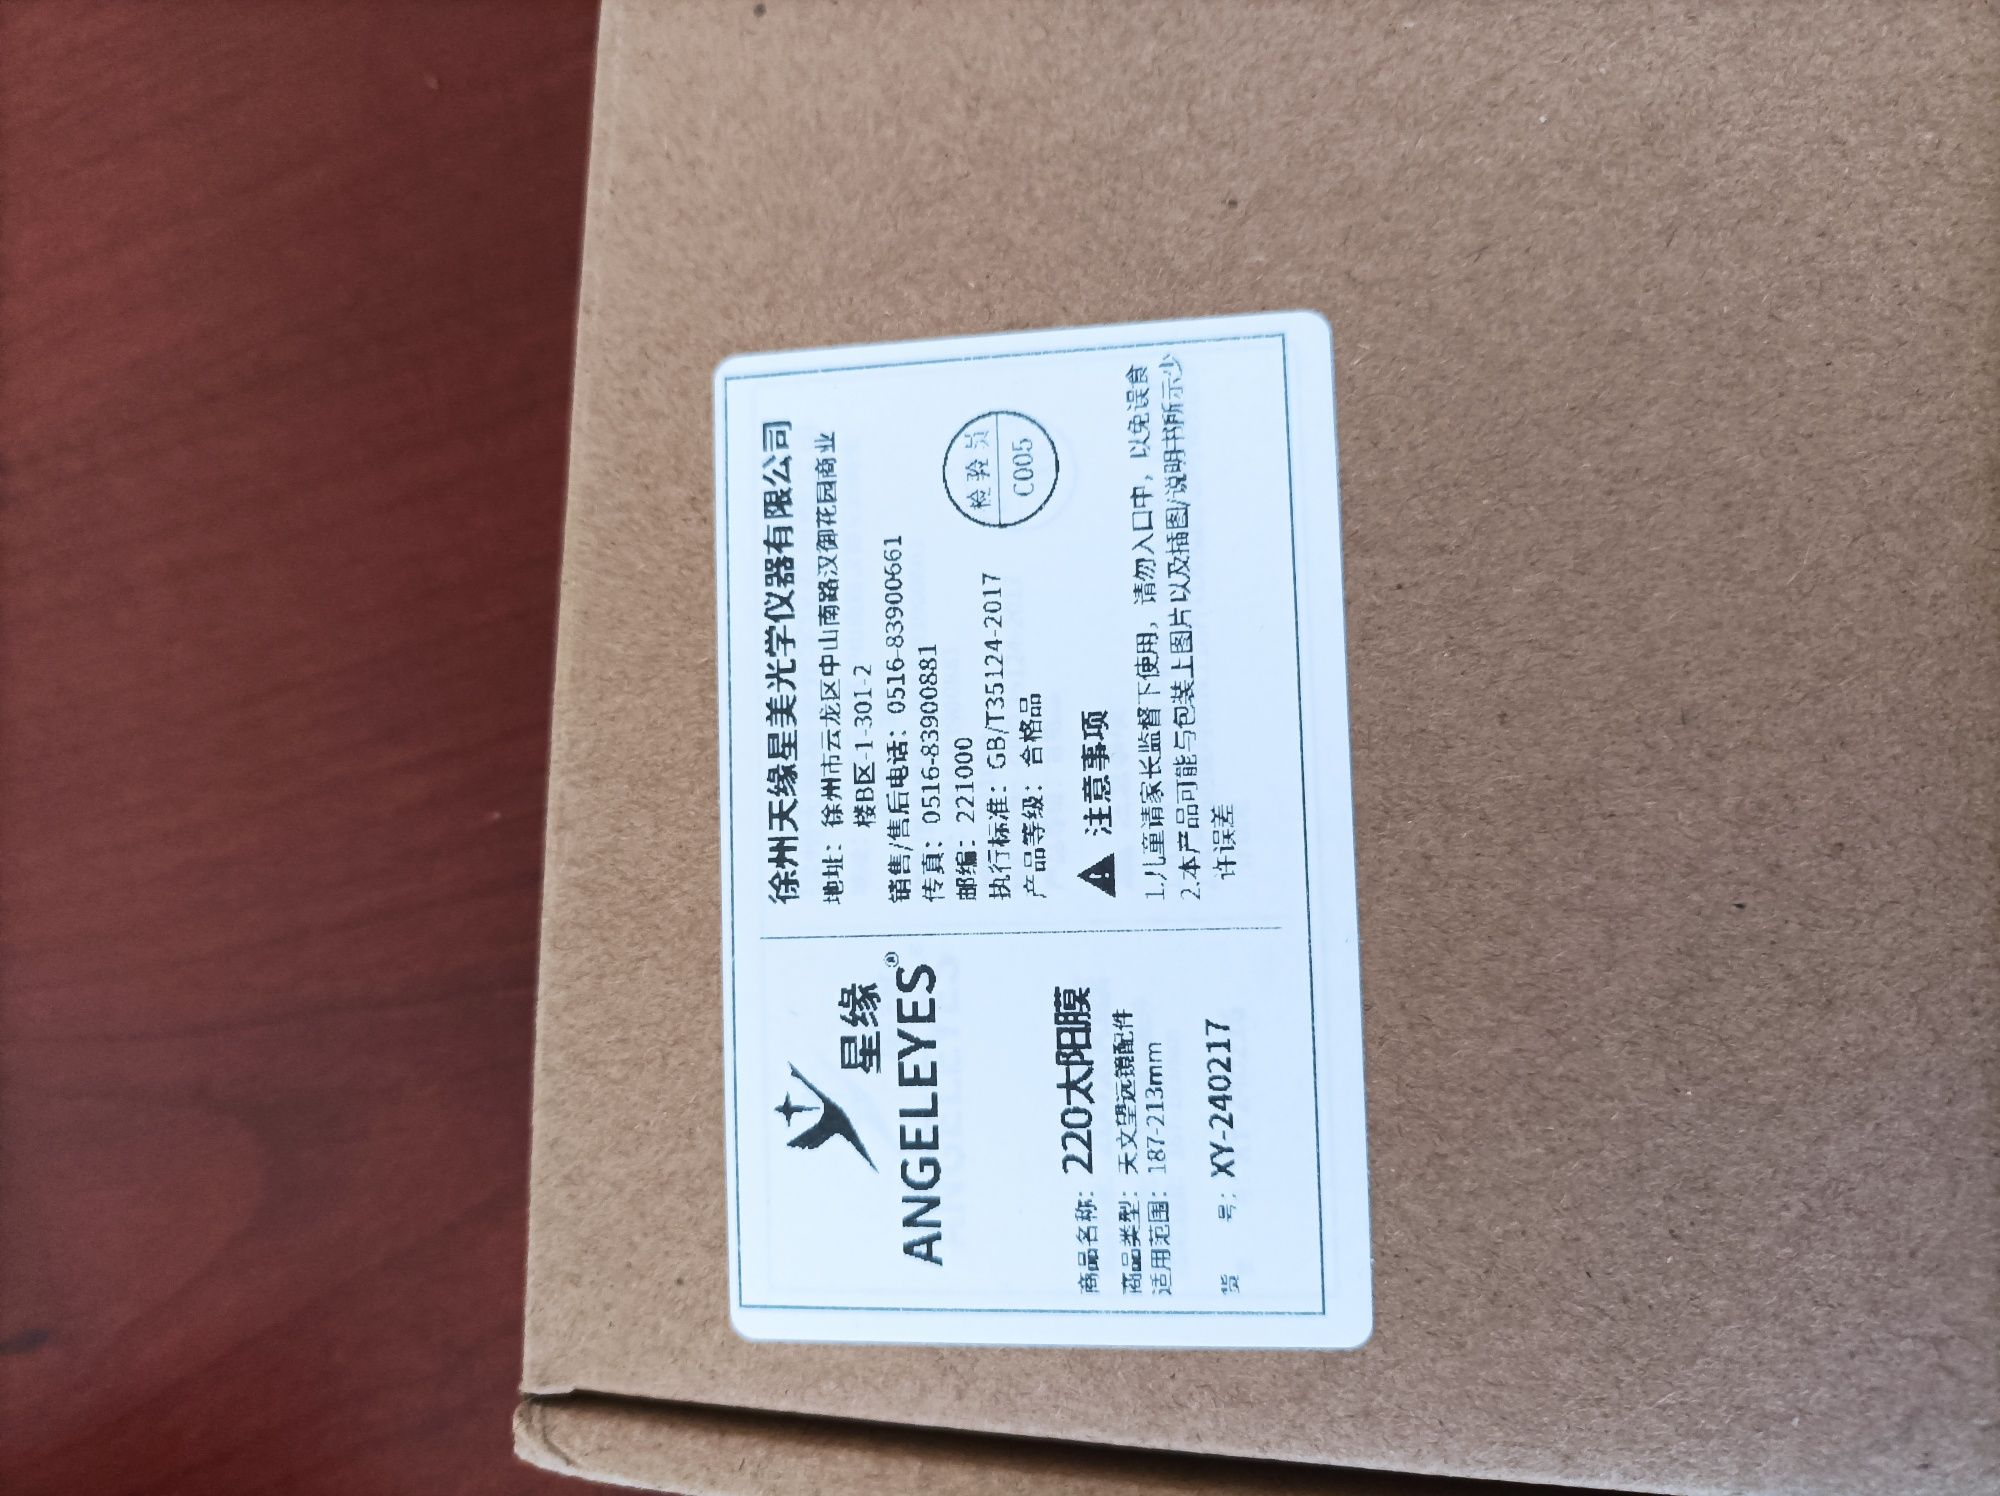 星缘
ANGELEYES®
商品名称：220太阳膜
商品类型：天文望远镜配件
适用范围：187-213mm
货 号：XY-240217
徐州天缘星美光学仪器有限公司
地址：徐州市云龙区中山南路汉御花园商业
楼B区-1-301-2
销售/售后电话：0516-83900661
传真：0516-83900881
邮编：221000
执行标准：GB/T35124-2017
产品等级：合格品
检验员
C005
注意事项
1.儿童请家长监督下使用，请勿入口中，以免误食
2.本产品可能与包装上图片以及插图/说明书所示少
许误差